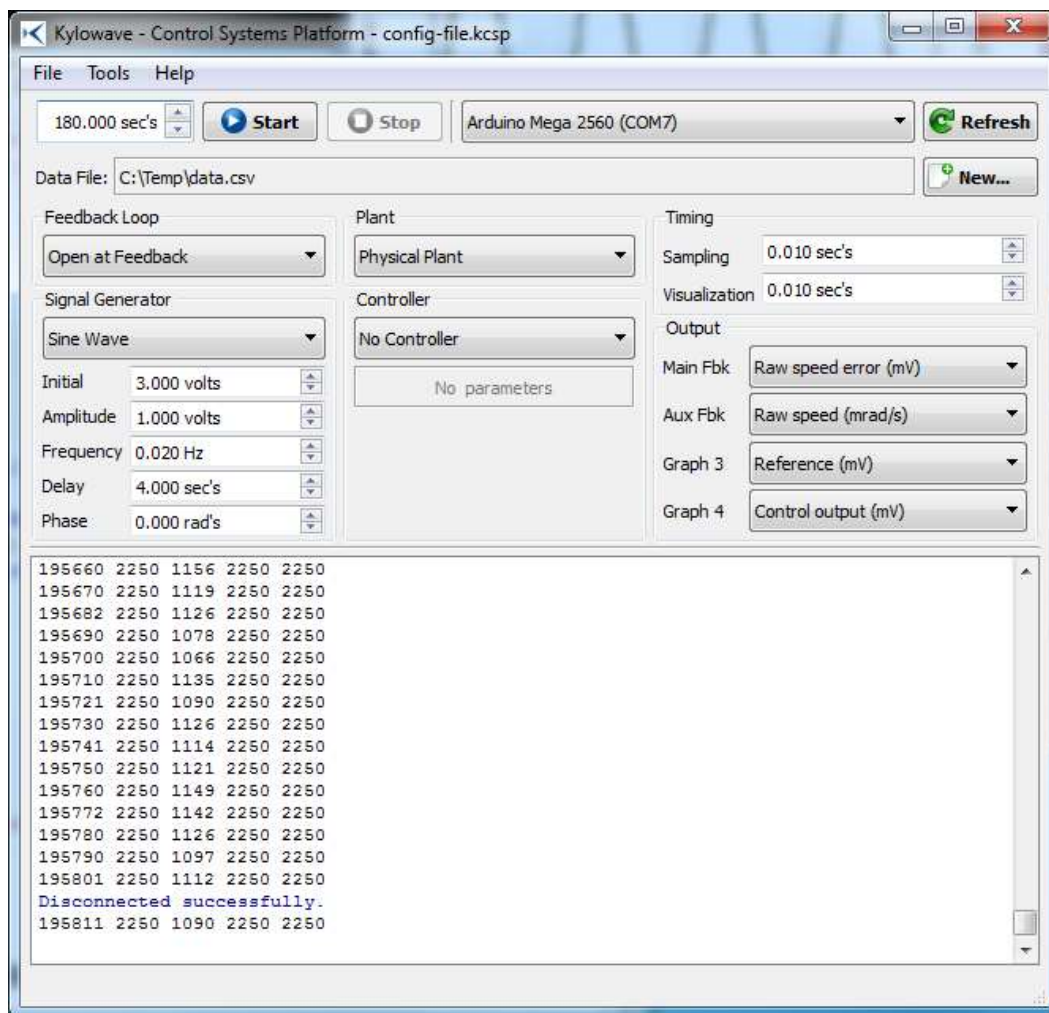 Kylowave - Control Systems Platform - config-file.kcsp
File Tools Help
180.000 sec's Start Stop Arduino Mega 2560 (COM7) Refresh
Data File: C:\Temp\data.csv New...
Feedback Loop Plant Timing
Open at Feedback Physical Plant Sampling 0.010 sec's
Signal Generator Controller Visualization 0.010 sec's
Sine Wave No Controller Output
Initial 3.000 volts No parameters Main Fbk Raw speed error (mV)
Amplitude 1.000 volts Aux Fbk Raw speed (mrad/s)
Frequency 0.020 Hz Graph 3 Reference (mV)
Delay 4.000 sec's Graph 4 Control output (mV)
Phase 0.000 rad's
195660 2250 1156 2250 2250
195670 2250 1119 2250 2250
195682 2250 1126 2250 2250
195690 2250 1078 2250 2250
195700 2250 1066 2250 2250
195710 2250 1135 2250 2250
195721 2250 1090 2250 2250
195730 2250 1126 2250 2250
195741 2250 1114 2250 2250
195750 2250 1121 2250 2250
195760 2250 1149 2250 2250
195772 2250 1142 2250 2250
195780 2250 1126 2250 2250
195790 2250 1097 2250 2250
195801 2250 1112 2250 2250
Disconnected successfully.
195811 2250 1090 2250 2250